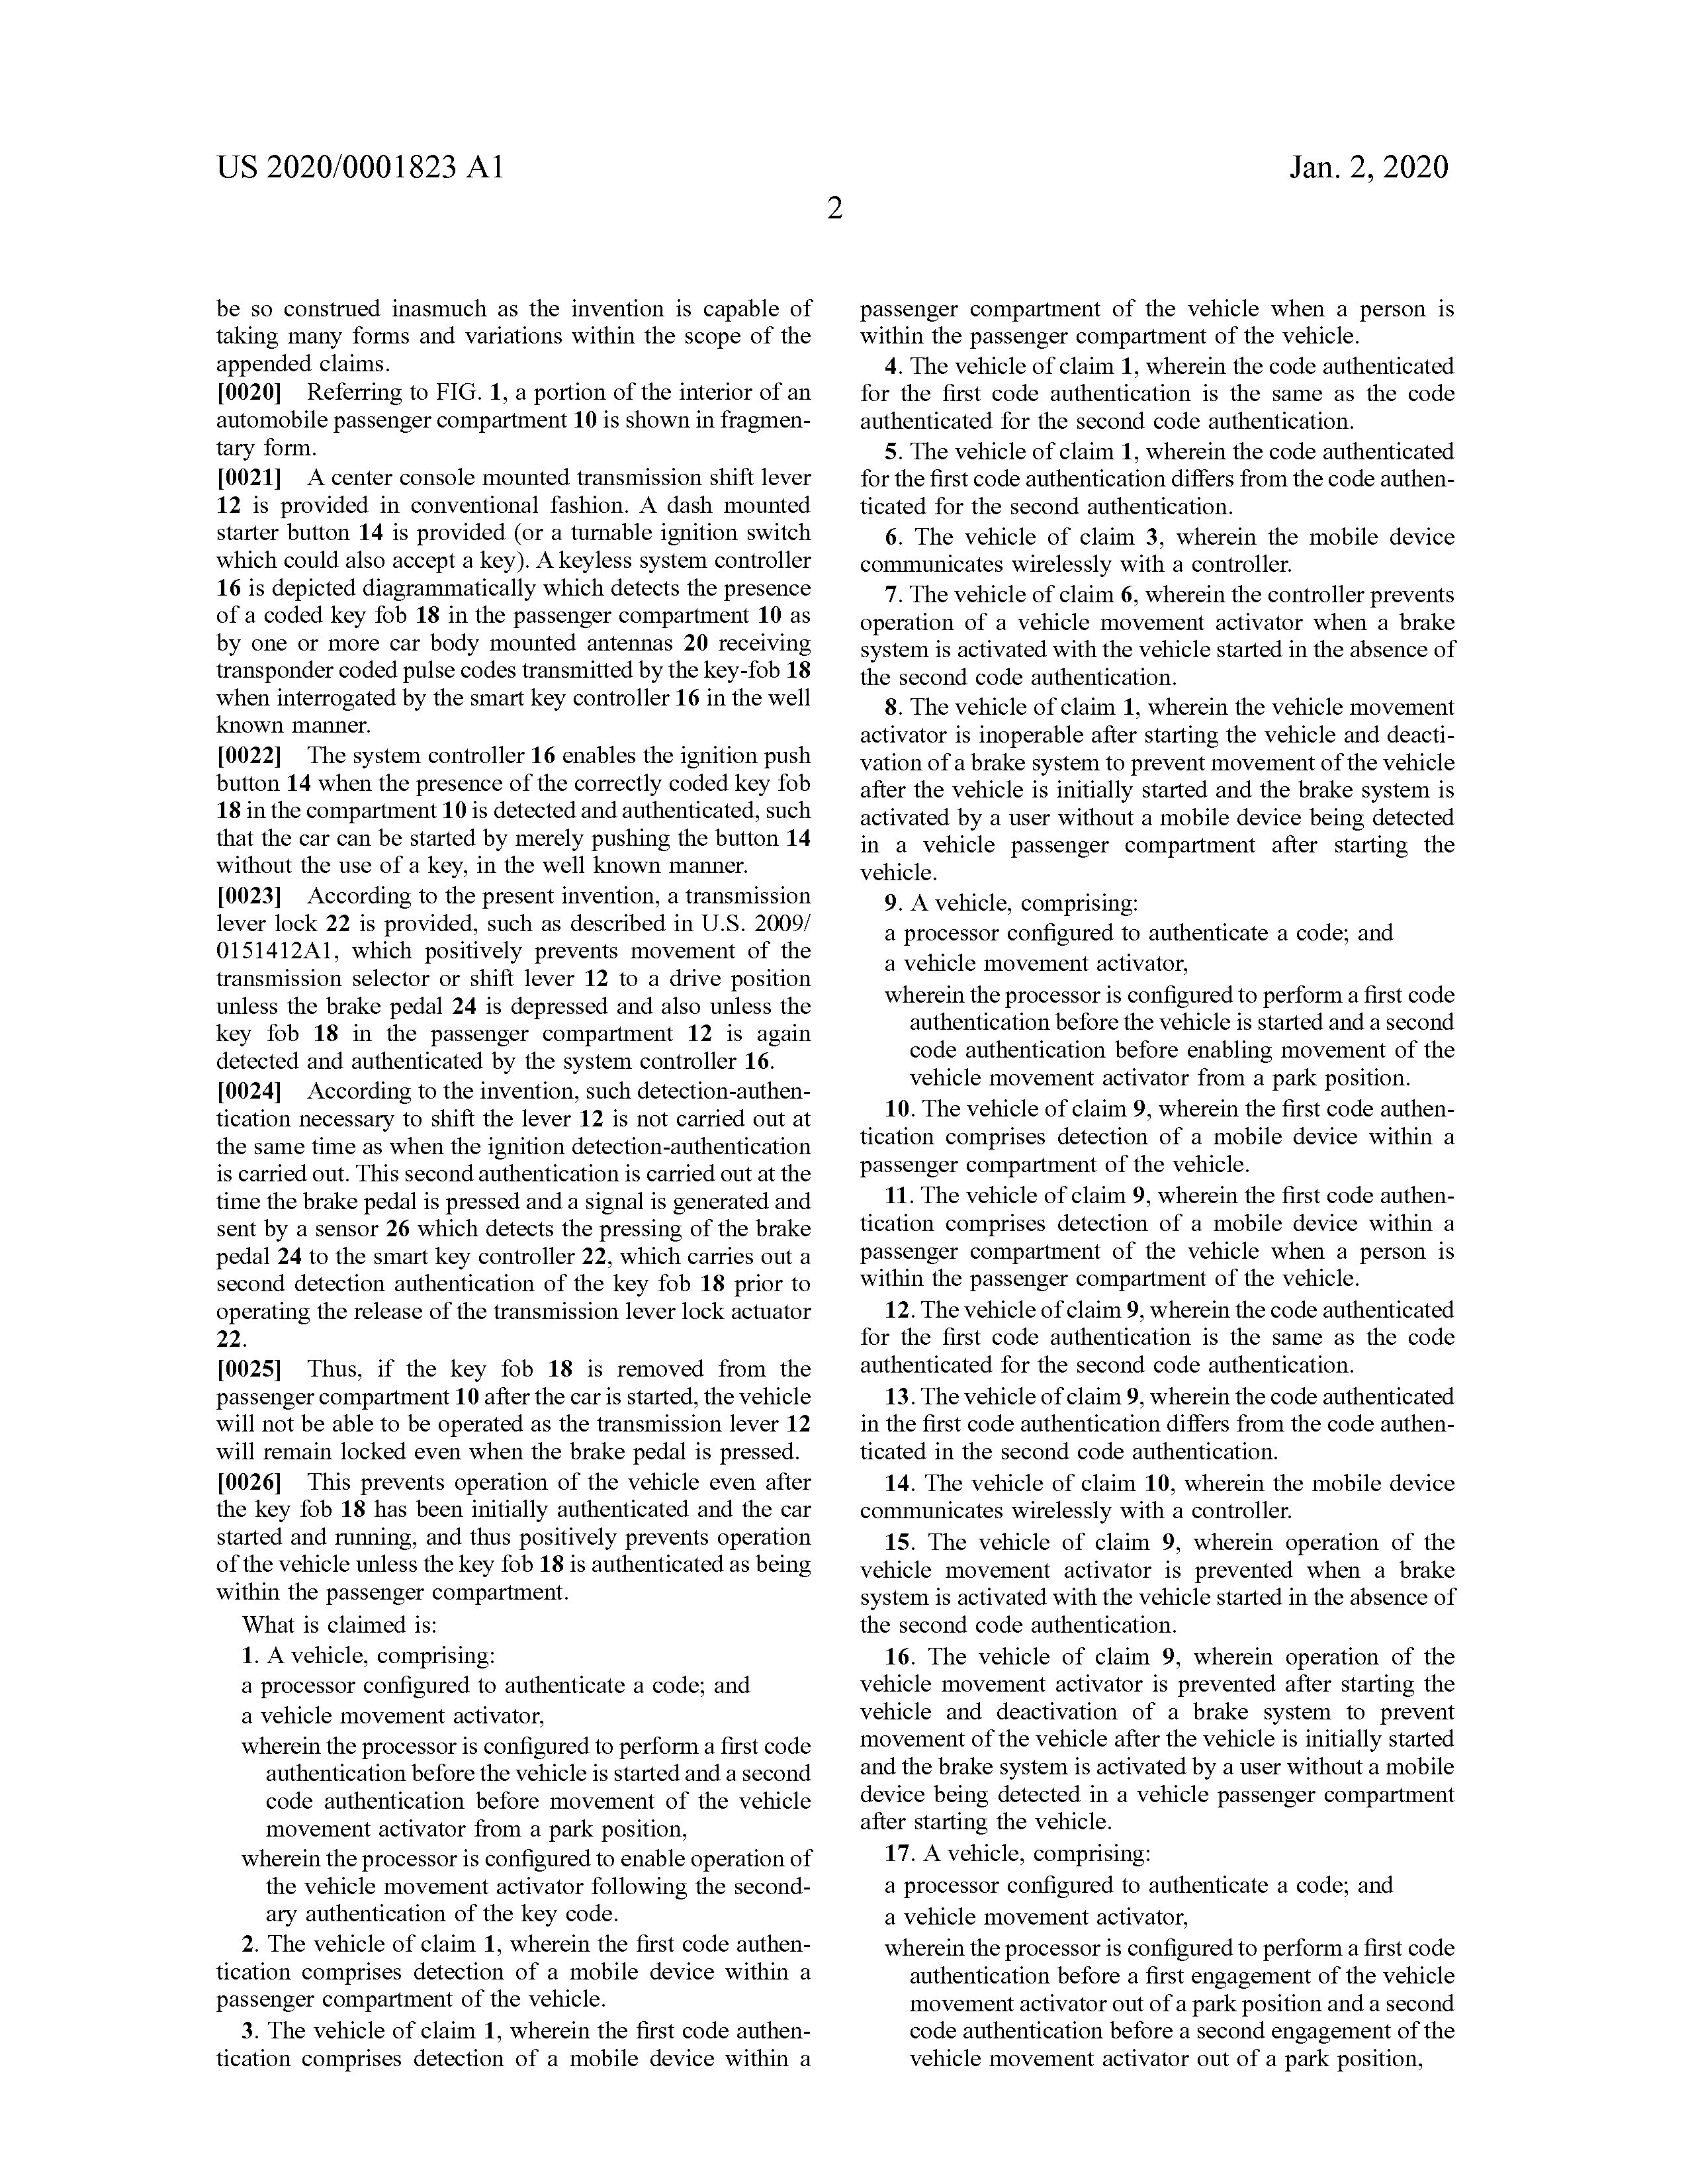 US 2020/0001823 A1
Jan. 2, 2020
2
be so construed inasmuch as the invention is capable of
taking many forms and variations within the scope of the
appended claims.
[0020] Referring to FIG. 1, a portion of the interior of an
automobile passenger compartment 10 is shown in fragmen-
tary form.
[0021] A center console mounted transmission shift lever
12 is provided in conventional fashion. A dash mounted
starter button 14 is provided (or a turnable ignition switch
which could also accept a key). A keyless system controller
16 is depicted diagrammatically which detects the presence
of a coded key fob 18 in the passenger compartment 10 as
by one or more car body mounted antennas 20 receiving
transponder coded pulse codes transmitted by the key-fob 18
when interrogated by the smart key controller 16 in the well
known manner.
[0022] The system controller 16 enables the ignition push
button 14 when the presence of the correctly coded key fob
18 in the compartment 10 is detected and authenticated, such
that the car can be started by merely pushing the button 14
without the use of a key, in the well known manner.
[0023] According to the present invention, a transmission
lever lock 22 is provided, such as described in U.S. 2009/
0151412A1, which positively prevents movement of the
transmission selector or shift lever 12 to a drive position
unless the brake pedal 24 is depressed and also unless the
key fob 18 in the passenger compartment 12 is again
detected and authenticated by the system controller 16.
[0024] According to the invention, such detection-authen-
tication necessary to shift the lever 12 is not carried out at
the same time as when the ignition detection-authentication
is carried out. This second authentication is carried out at the
time the brake pedal is pressed and a signal is generated and
sent by a sensor 26 which detects the pressing of the brake
pedal 24 to the smart key controller 22, which carries out a
second detection authentication of the key fob 18 prior to
operating the release of the transmission lever lock actuator
22.
[0025] Thus, if the key fob 18 is removed from the
passenger compartment 10 after the car is started, the vehicle
will not be able to be operated as the transmission lever 12
will remain locked even when the brake pedal is pressed.
[0026] This prevents operation of the vehicle even after
the key fob 18 has been initially authenticated and the car
started and running, and thus positively prevents operation
of the vehicle unless the key fob 18 is authenticated as being
within the passenger compartment.
What is claimed is:
1. A vehicle, comprising:
a processor configured to authenticate a code; and
a vehicle movement activator,
wherein the processor is configured to perform a first code
authentication before the vehicle is started and a second
code authentication before movement of the vehicle
movement activator from a park position,
wherein the processor is configured to enable operation of
the vehicle movement activator following the second-
ary authentication of the key code.
2. The vehicle of claim 1, wherein the first code authen-
tication comprises detection of a mobile device within a
passenger compartment of the vehicle.
3. The vehicle of claim 1, wherein the first code authen-
tication comprises detection of a mobile device within a
passenger compartment of the vehicle when a person is
within the passenger compartment of the vehicle.
4. The vehicle of claim 1, wherein the code authenticated
for the first code authentication is the same as the code
authenticated for the second code authentication.
5. The vehicle of claim 1, wherein the code authenticated
for the first code authentication differs from the code authen-
ticated for the second authentication.
6. The vehicle of claim 3, wherein the mobile device
communicates wirelessly with a controller.
7. The vehicle of claim 6, wherein the controller prevents
operation of a vehicle movement activator when a brake
system is activated with the vehicle started in the absence of
the second code authentication.
8. The vehicle of claim 1, wherein the vehicle movement
activator is inoperable after starting the vehicle and deacti-
vation of a brake system to prevent movement of the vehicle
after the vehicle is initially started and the brake system is
activated by a user without a mobile device being detected
in a vehicle passenger compartment after starting the
vehicle.
9. A vehicle, comprising:
a processor configured to authenticate a code; and
a vehicle movement activator,
wherein the processor is configured to perform a first code
authentication before the vehicle is started and a second
code authentication before enabling movement of the
vehicle movement activator from a park position.
10. The vehicle of claim 9, wherein the first code authen-
tication comprises detection of a mobile device within a
passenger compartment of the vehicle.
11. The vehicle of claim 9, wherein the first code authen-
tication comprises detection of a mobile device within a
passenger compartment of the vehicle when a person is
within the passenger compartment of the vehicle.
12. The vehicle of claim 9, wherein the code authenticated
for the first code authentication is the same as the code
authenticated for the second code authentication.
13. The vehicle of claim 9, wherein the code authenticated
in the first code authentication differs from the code authen-
ticated in the second code authentication.
14. The vehicle of claim 10, wherein the mobile device
communicates wirelessly with a controller.
15. The vehicle of claim 9, wherein operation of the
vehicle movement activator is prevented when a brake
system is activated with the vehicle started in the absence of
the second code authentication.
16. The vehicle of claim 9, wherein operation of the
vehicle movement activator is prevented after starting the
vehicle and deactivation of a brake system to prevent
movement of the vehicle after the vehicle is initially started
and the brake system is activated by a user without a mobile
device being detected in a vehicle passenger compartment
after starting the vehicle.
17. A vehicle, comprising:
a processor configured to authenticate a code; and
a vehicle movement activator,
wherein the processor is configured to perform a first code
authentication before a first engagement of the vehicle
movement activator out of a park position and a second
code authentication before a second engagement of the
vehicle movement activator out of a park position,